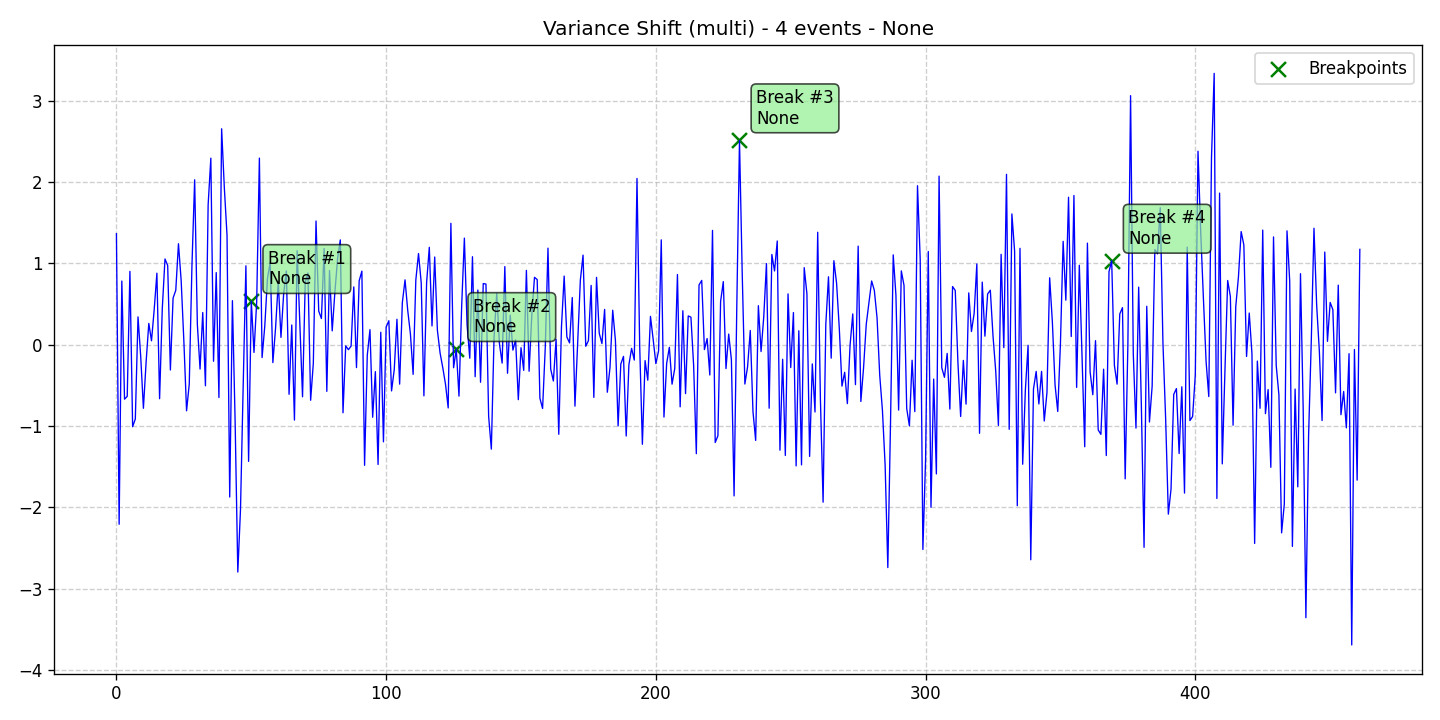 Variance Shift (multi) - 4 events - None
Breakpoints
Break #3
None
Break #4
None
Break #1
None
Break #2
None
3
2
1
0
−1
−2
−3
−4
0
100
200
300
400